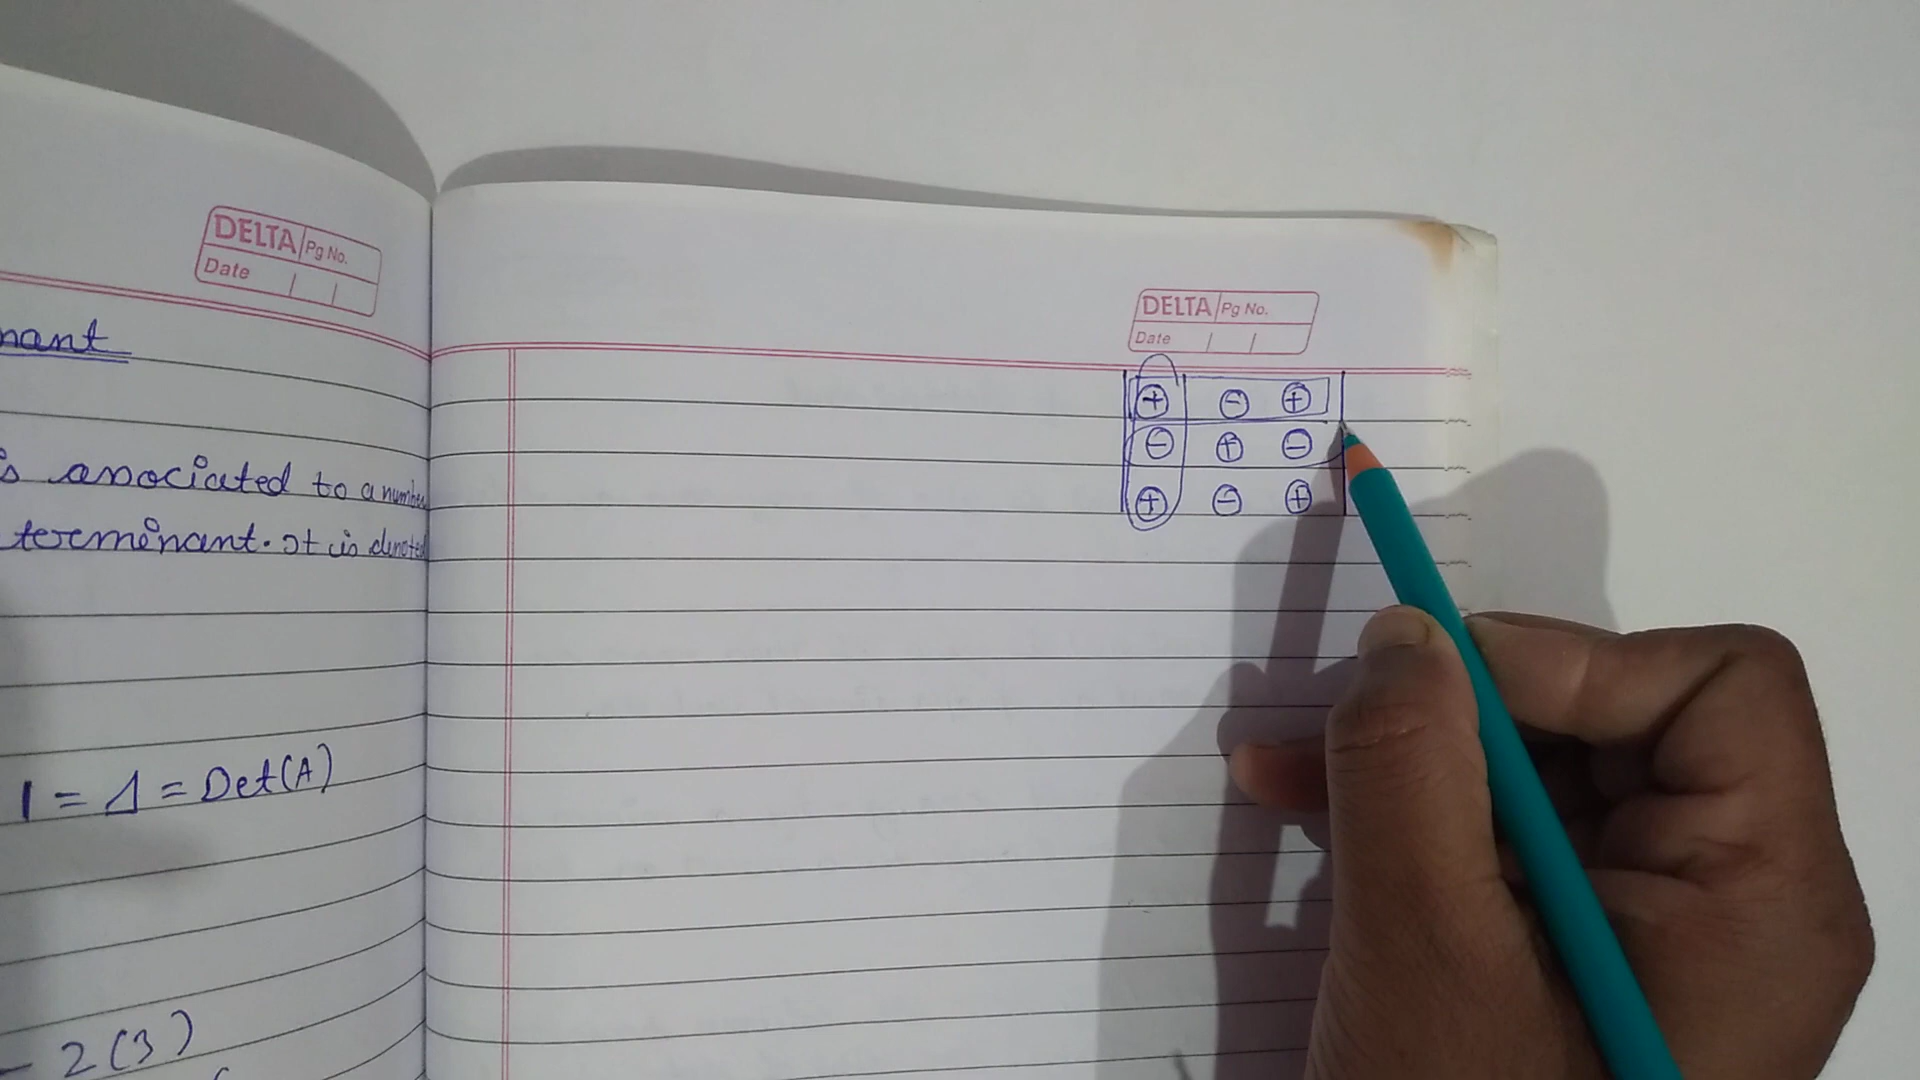 DELTA Pg No.
Date
nant
is associated to a number
terminant. It is denoted
| = Δ = Det(A)
- 2(3)
DELTA Pg No.
Date
+ - +
- + -
+ - +